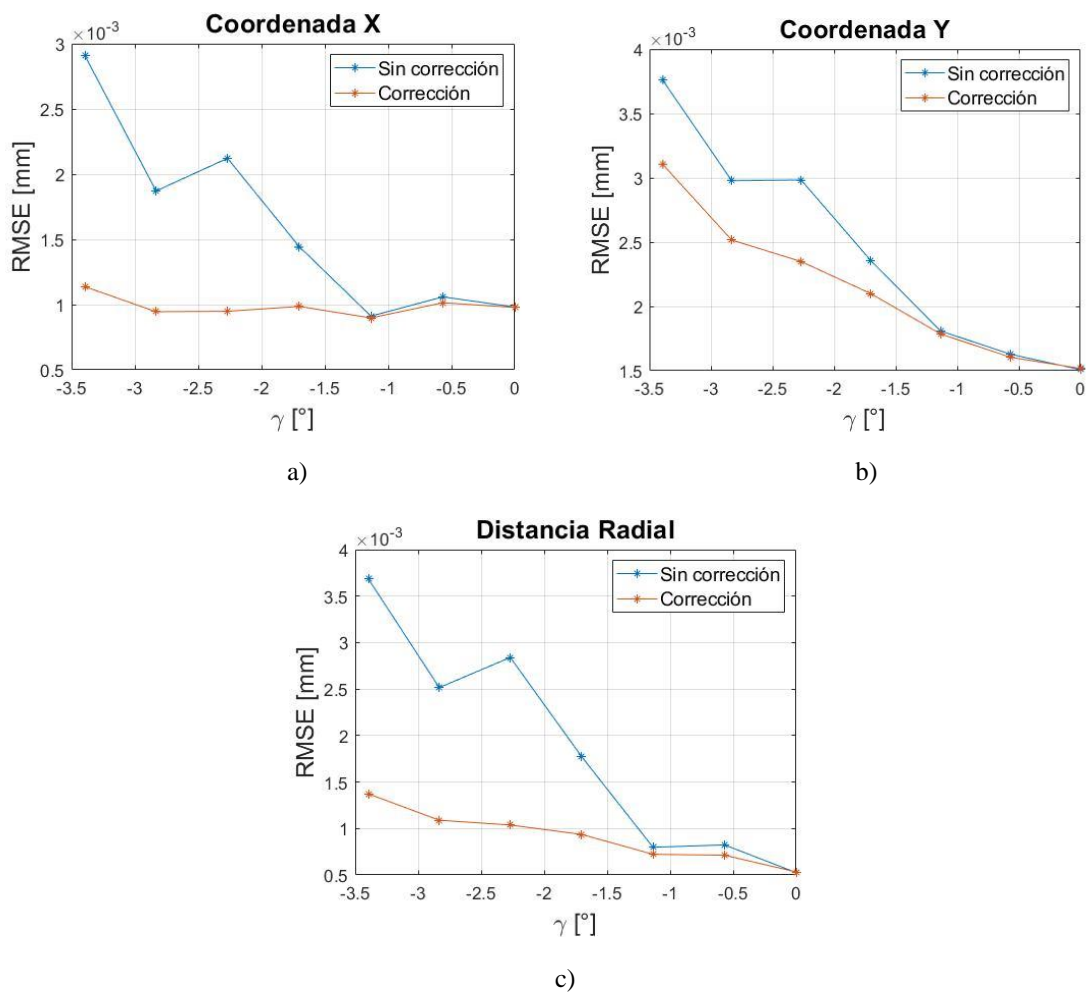 Coordenada X
×10⁻³
3
2.5
2
1.5
1
0.5
RMSE [mm]
-3.5 -3 -2.5 -2 -1.5 -1 -0.5 0
γ [°]
Sin corrección
Corrección
a)
Coordenada Y
×10⁻³
4
3.5
3
2.5
2
1.5
RMSE [mm]
-3.5 -3 -2.5 -2 -1.5 -1 -0.5 0
γ [°]
Sin corrección
Corrección
b)
Distancia Radial
×10⁻³
4
3.5
3
2.5
2
1.5
1
0.5
RMSE [mm]
-3.5 -3 -2.5 -2 -1.5 -1 -0.5 0
γ [°]
Sin corrección
Corrección
c)